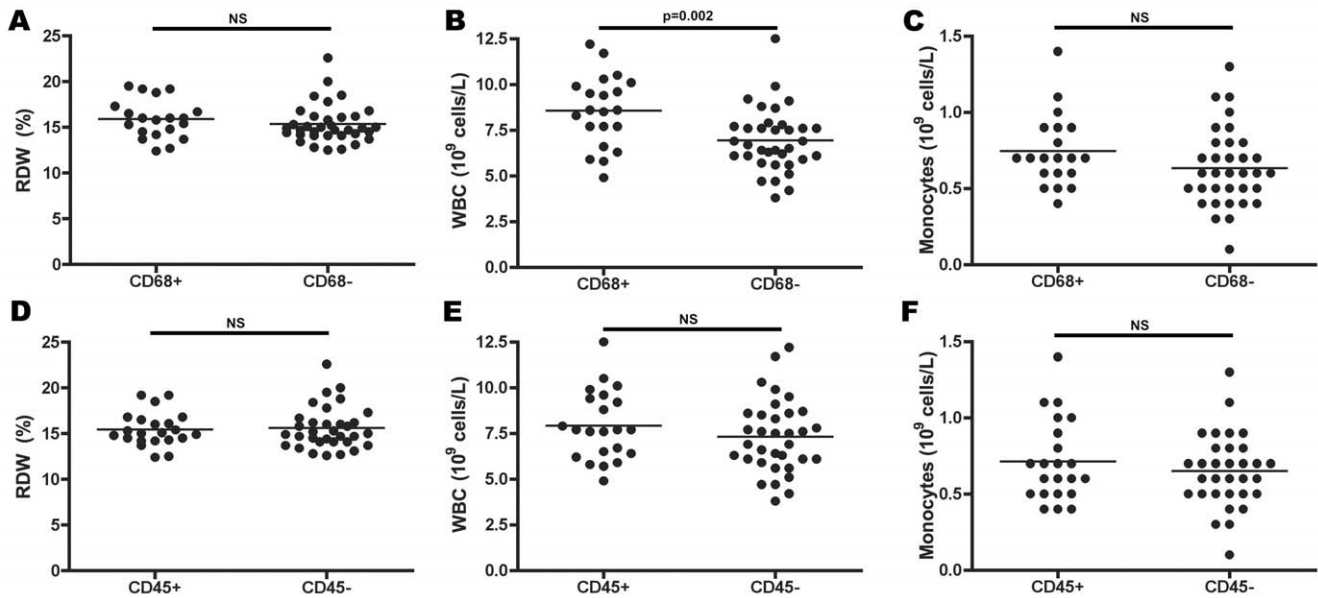 A
NS
RDW (%)
25
20
15
10
5
0
CD68+
CD68-
B
p=0.002
WBC (10⁹ cells/L)
12.5
10.0
7.5
5.0
2.5
0.0
CD68+
CD68-
C
NS
Monocytes (10⁹ cells/L)
1.5
1.0
0.5
0.0
CD68+
CD68-
D
NS
RDW (%)
25
20
15
10
5
0
CD45+
CD45-
E
NS
WBC (10⁹ cells/L)
12.5
10.0
7.5
5.0
2.5
0.0
CD45+
CD45-
F
NS
Monocytes (10⁹ cells/L)
1.5
1.0
0.5
0.0
CD45+
CD45-